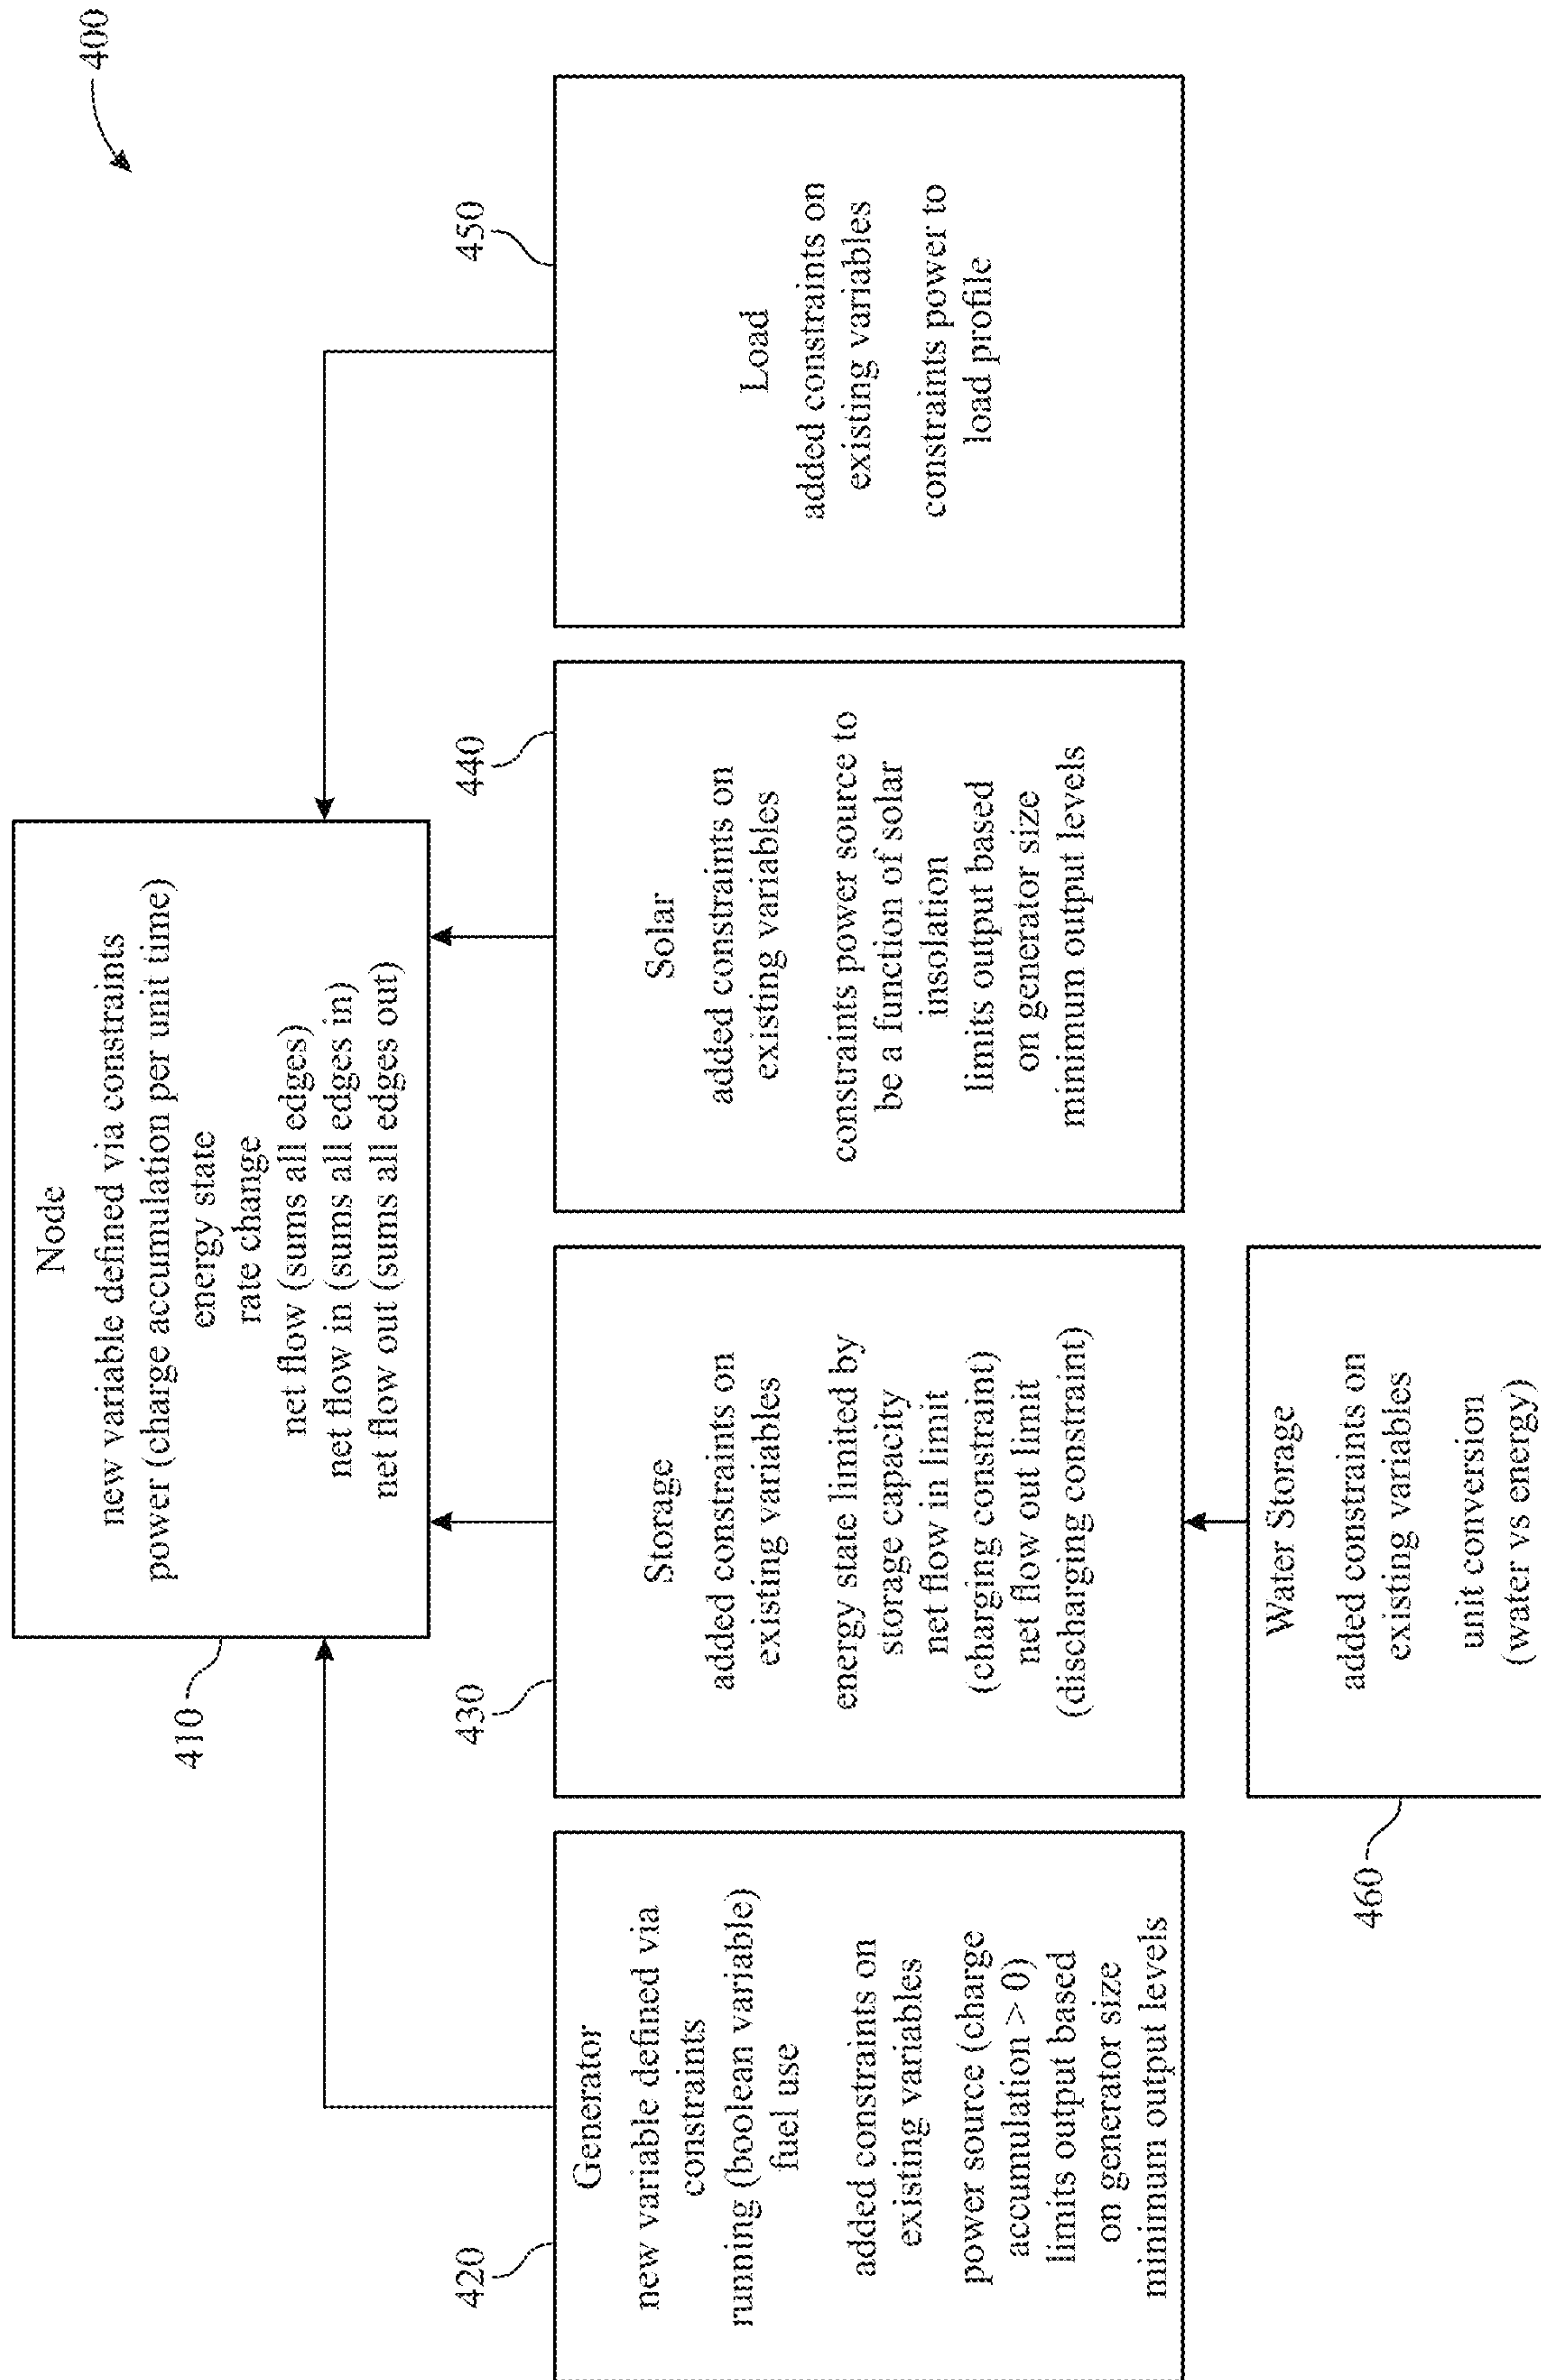 400
Node
new variable defined via constraints
power (charge accumulation per unit time)
energy state
rate change
net flow (sums all edges)
net flow in (sums all edges in)
net flow out (sums all edges out)
410
420
Generator
new variable defined via
constraints
running (boolean variable)
fuel use
added constraints on
existing variables
power source (charge
accumulation > 0)
limits output based
on generator size
minimum output levels
430
Storage
added constraints on
existing variables
energy state limited by
storage capacity
net flow in limit
(charging constraint)
net flow out limit
(discharging constraint)
440
Solar
added constraints on
existing variables
constraints power source to
be a function of solar
insolation
limits output based
on generator size
minimum output levels
450
Load
added constraints on
existing variables
constraints power to
load profile
460
Water Storage
added constraints on
existing variables
unit conversion
(water vs energy)